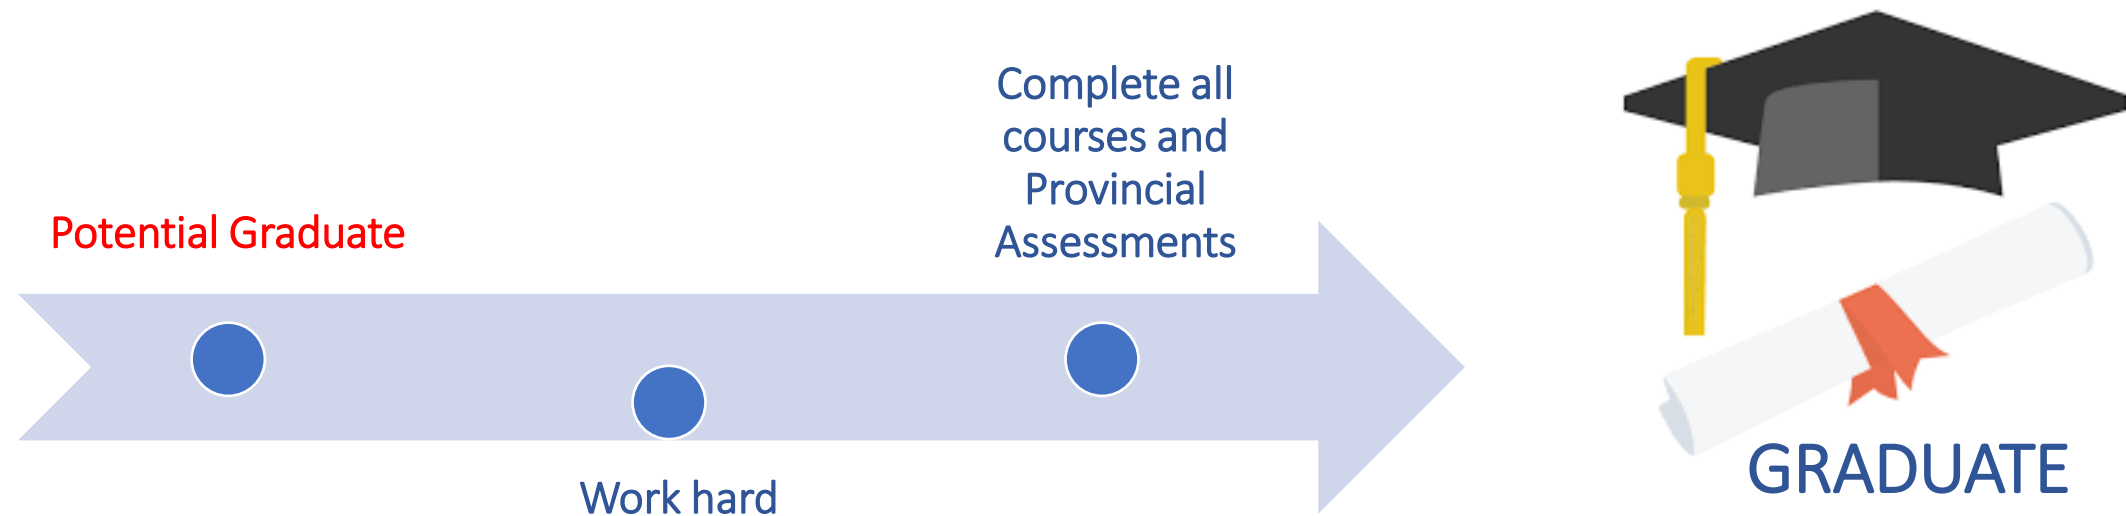 Potential Graduate
Work hard
Complete all
courses and
Provincial
Assessments
GRADUATE